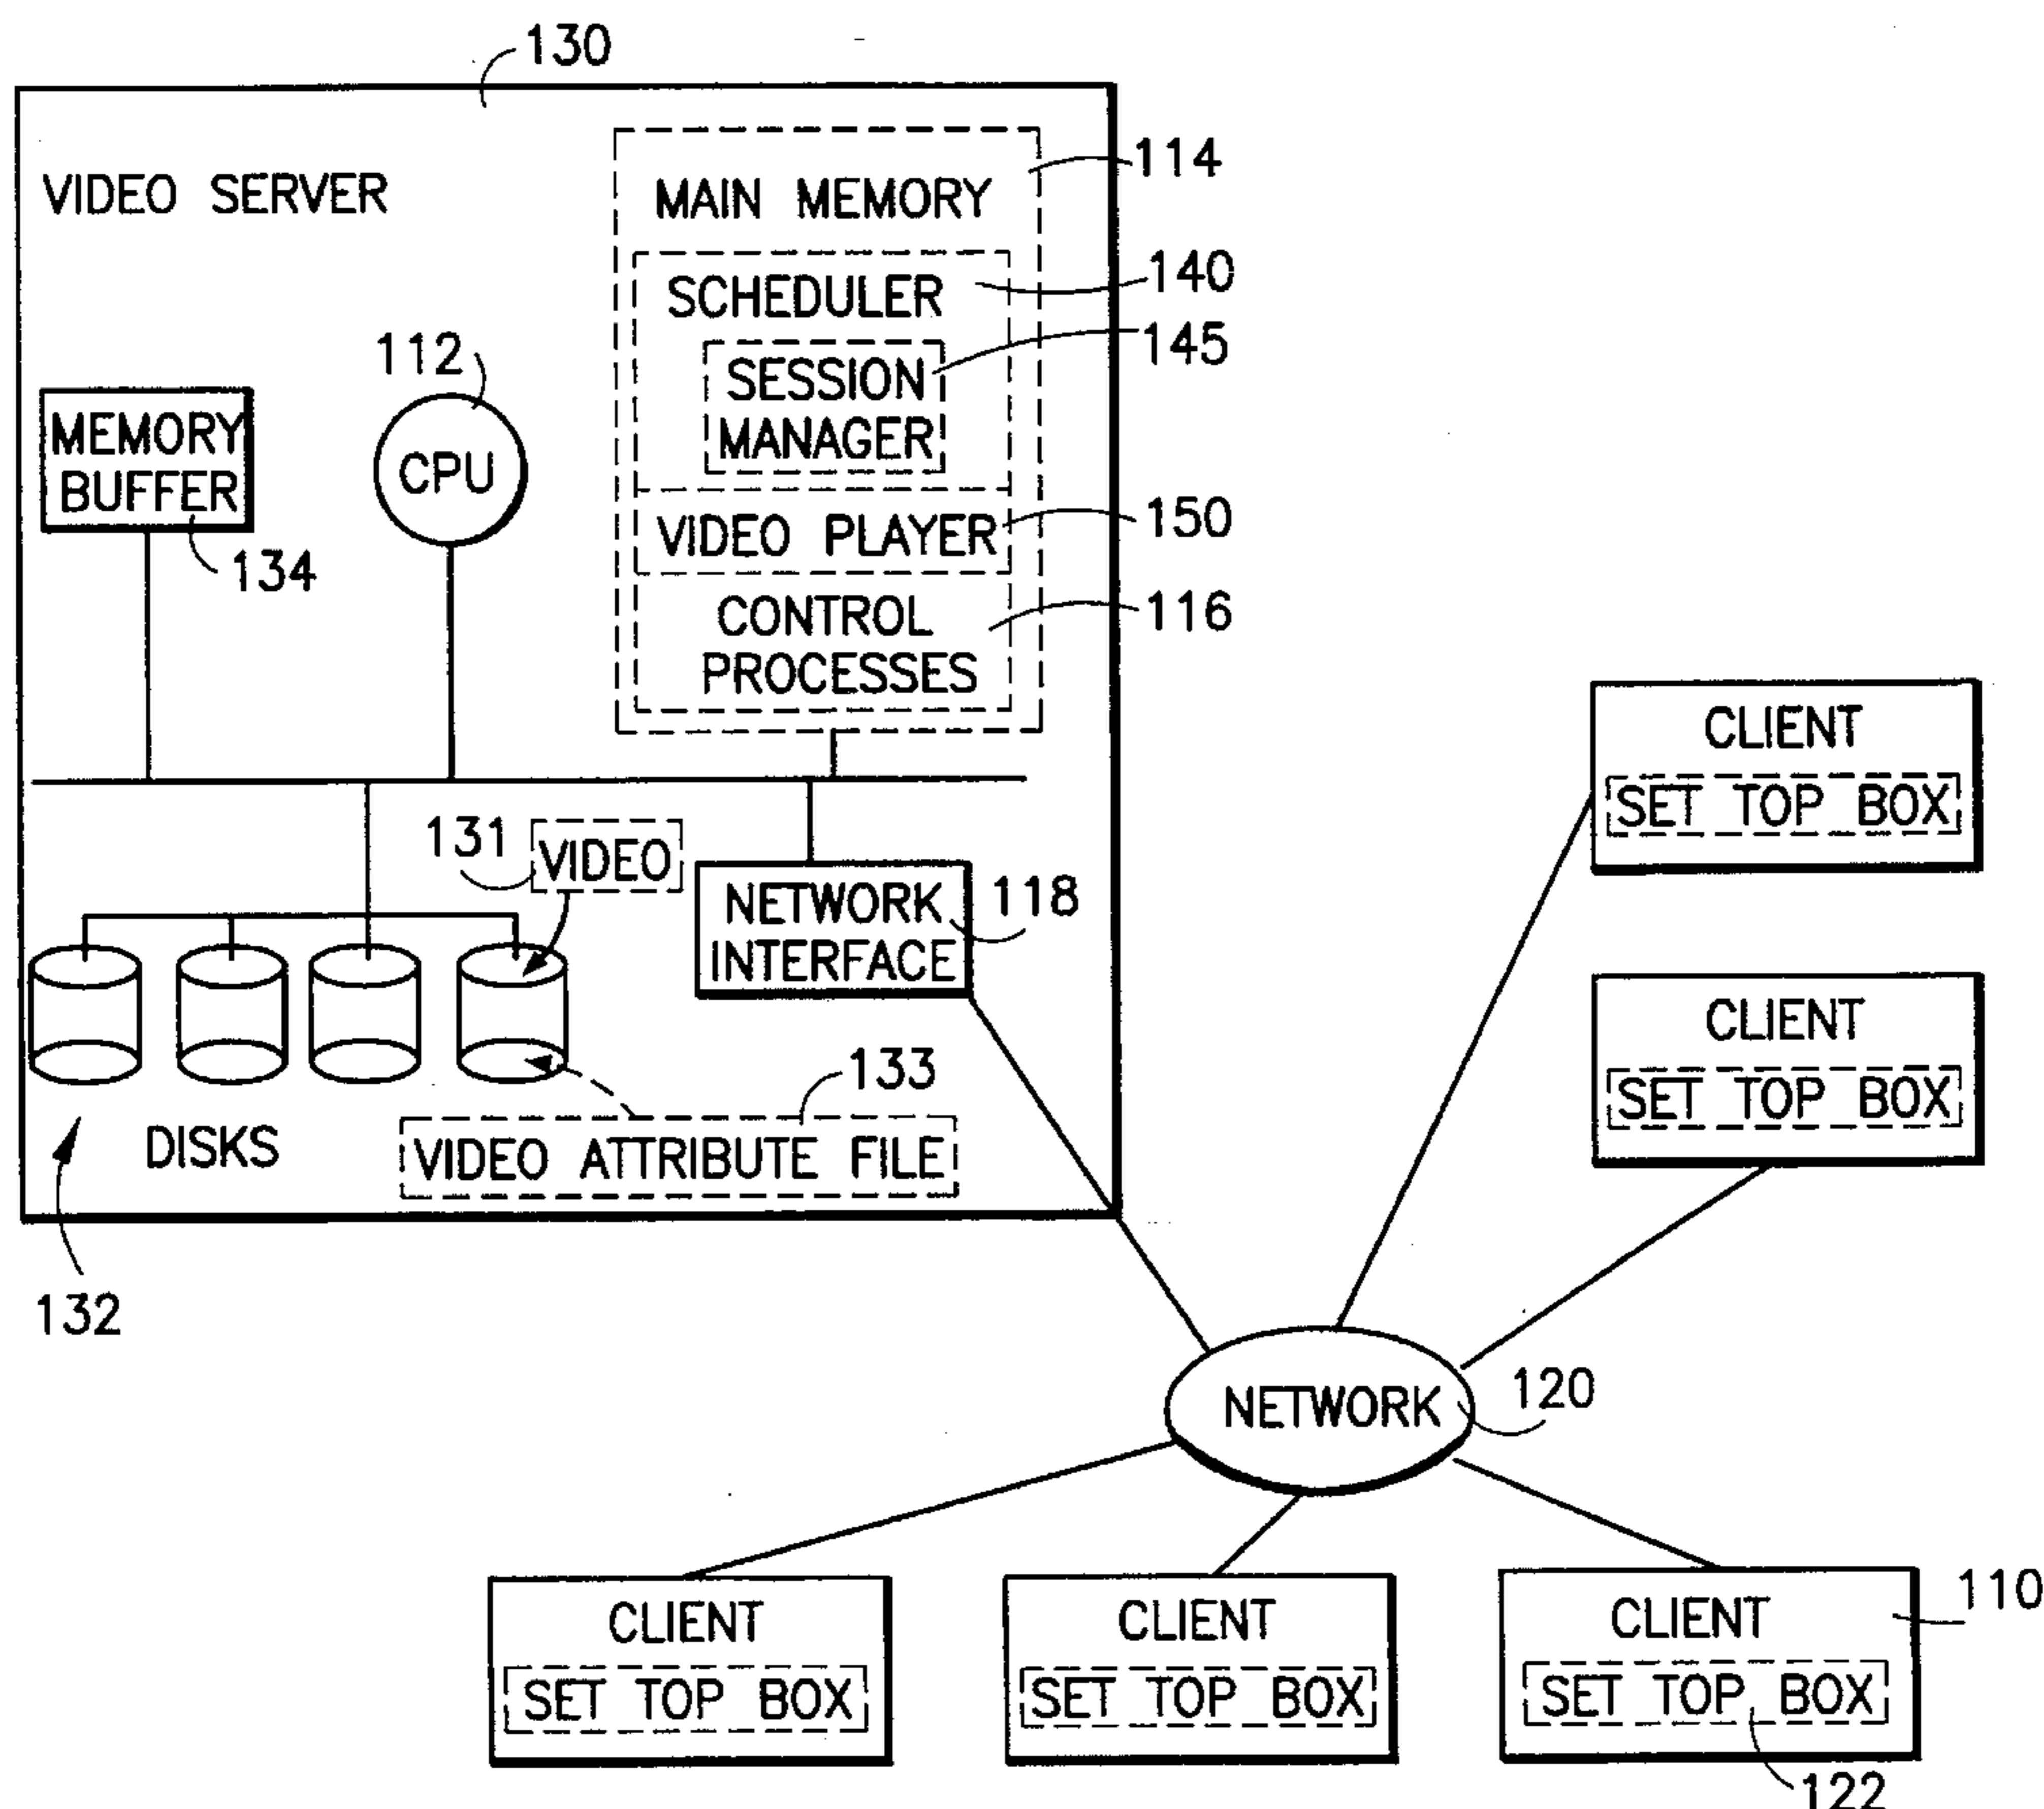 130
VIDEO SERVER
114
MAIN MEMORY
140
SCHEDULER
145
SESSION
MANAGER
112
CPU
MEMORY
BUFFER
134
150
VIDEO PLAYER
116
CONTROL
PROCESSES
131
VIDEO
NETWORK
INTERFACE
118
133
VIDEO ATTRIBUTE FILE
DISKS
132
CLIENT
SET TOP BOX
CLIENT
SET TOP BOX
NETWORK
120
CLIENT
SET TOP BOX
CLIENT
SET TOP BOX
110
CLIENT
SET TOP BOX
122